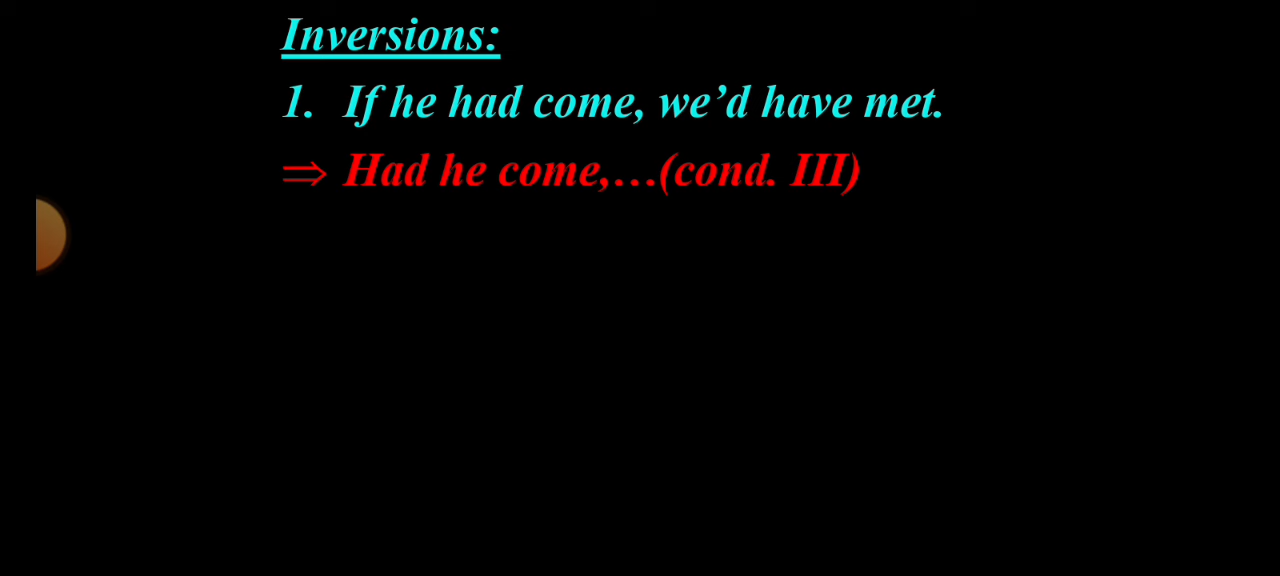 Inversions:
1. If he had come, we’d have met.
⇒ Had he come,…(cond. III)